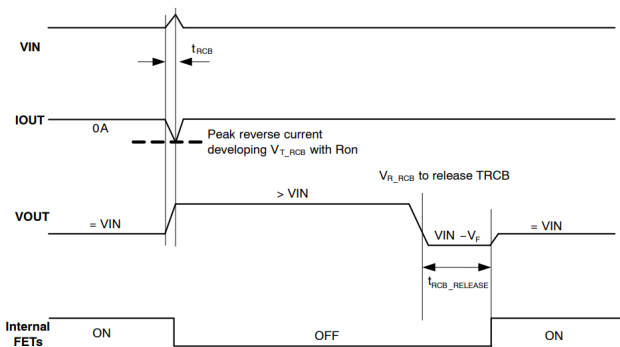 VIN
tRCB
IOUT
0A
Peak reverse current
developing VT_RCB with Ron
VR_RCB to release TRCB
> VIN
VOUT
= VIN
VIN −VF
= VIN
tRCB_RELEASE
Internal
FETs
ON
OFF
ON